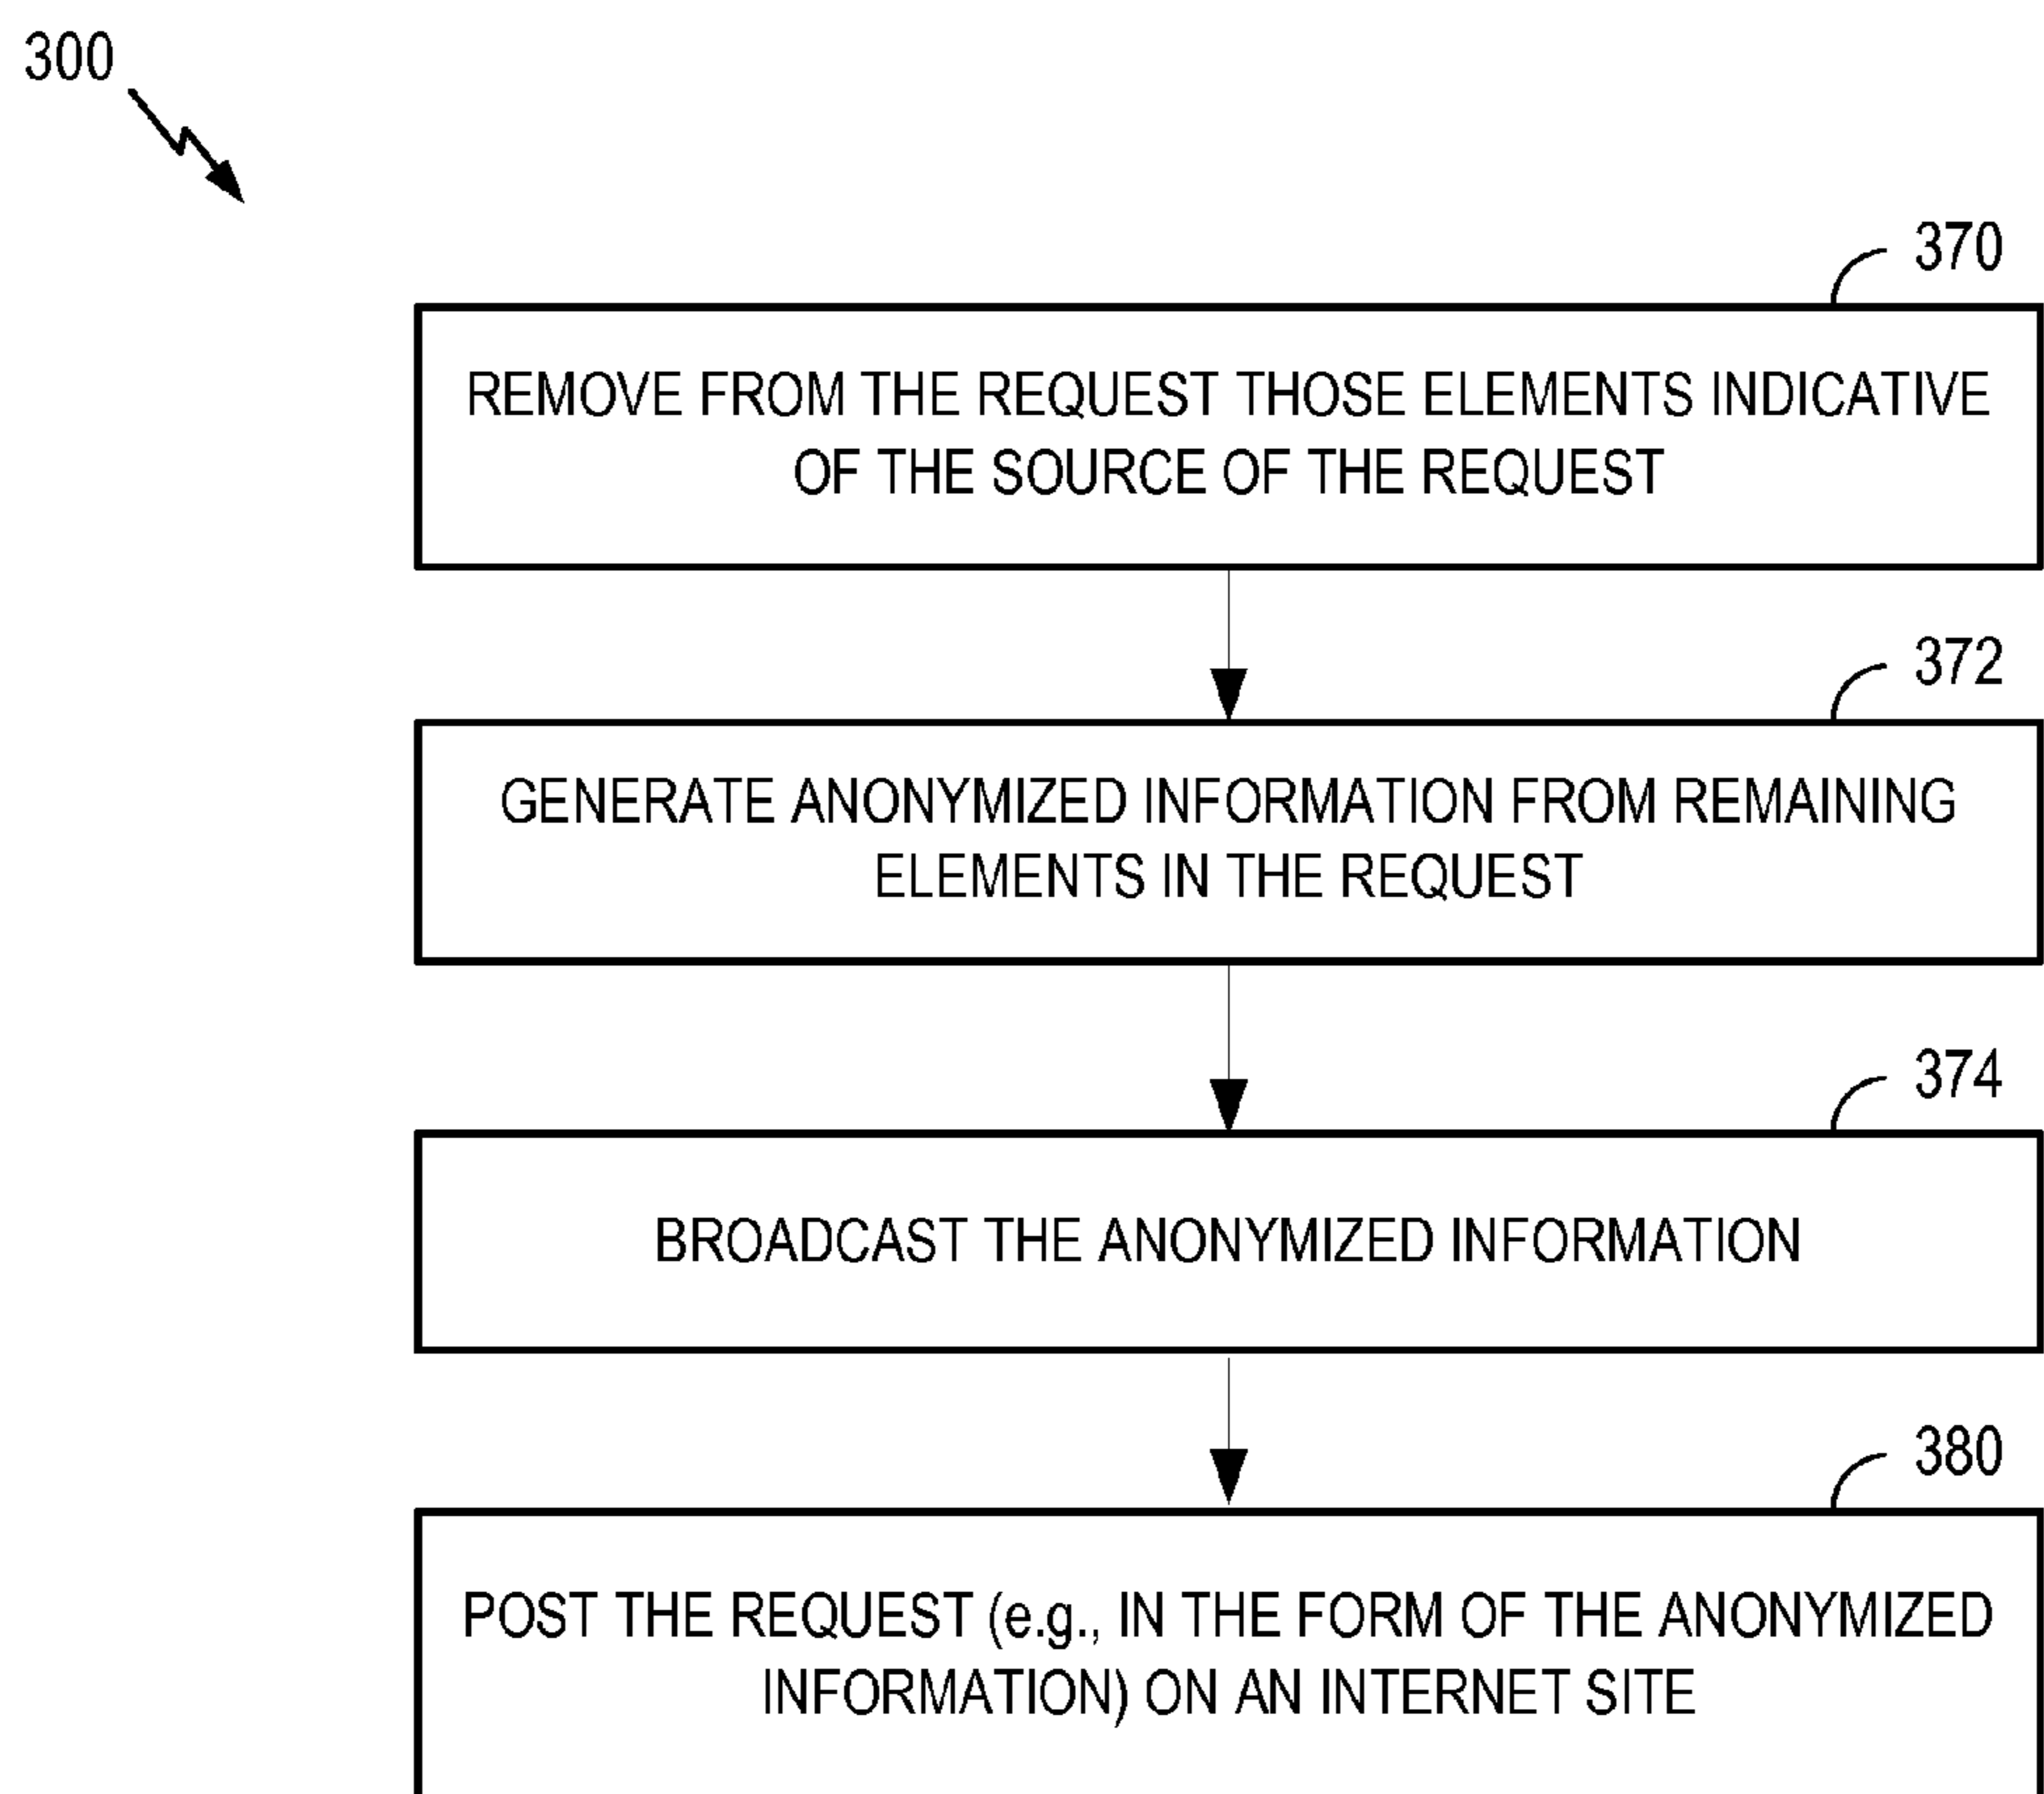 300
370
REMOVE FROM THE REQUEST THOSE ELEMENTS INDICATIVE
OF THE SOURCE OF THE REQUEST
372
GENERATE ANONYMIZED INFORMATION FROM REMAINING
ELEMENTS IN THE REQUEST
374
BROADCAST THE ANONYMIZED INFORMATION
380
POST THE REQUEST (e.g., IN THE FORM OF THE ANONYMIZED
INFORMATION) ON AN INTERNET SITE